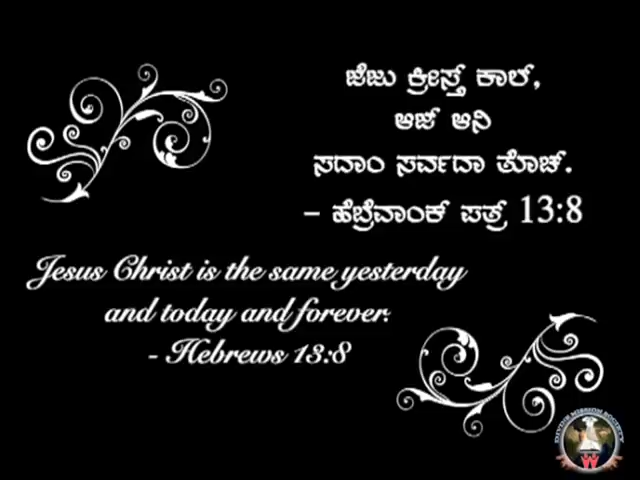 ಜೆಜು ಕ್ರೀಸ್ತ್ ಕಾಲ್,
ಆಜ್ ಆನಿ
ಸದಾಂ ಸರ್ವದಾ ತೊಚ್.
– ಹೆಬ್ರೆವಾಂಕ್ ಪತ್ರ್ 13:8
Jesus Christ is the same yesterday
and today and forever.
- Hebrews 13:8
W